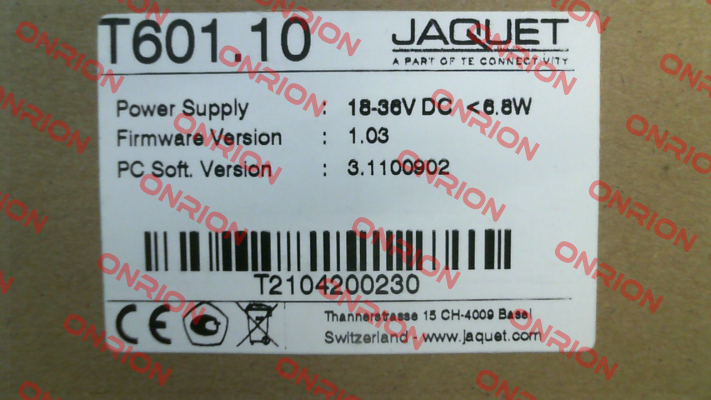 T601.10
JAQUET
A PART OF TE CONNECTIVITY
Power Supply : 18-36V DC <6.8W
Firmware Version : 1.03
PC Soft. Version : 3.1100902
T2104200230
CE
Thannerstrasse 15 CH-4009 Basel
Switzerland - www.jaquet.com
ONRION